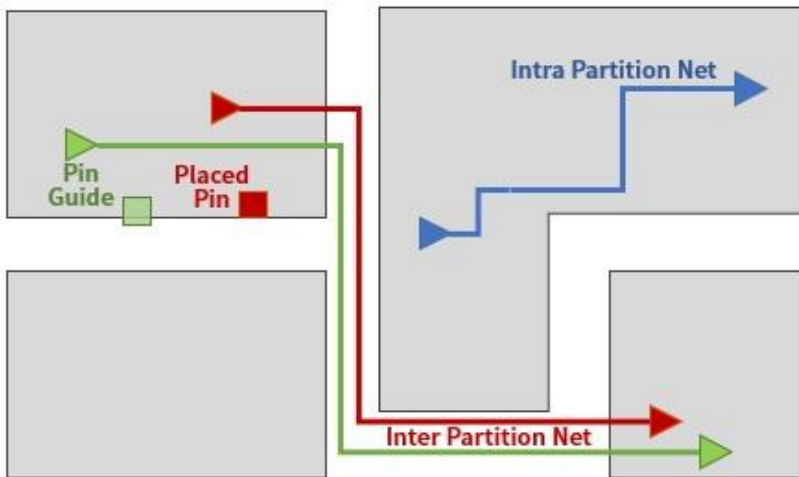 Intra Partition Net
Pin
Guide
Placed
Pin
Inter Partition Net